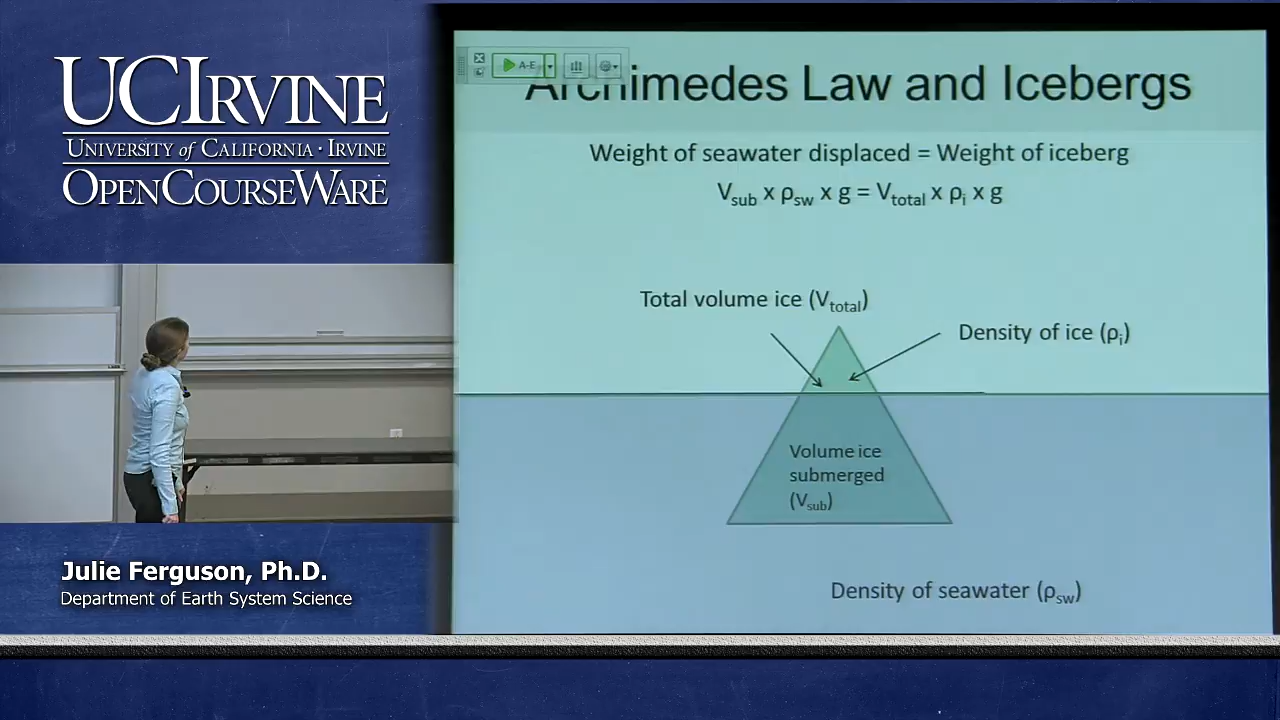 UCIRVINE
UNIVERSITY of CALIFORNIA · IRVINE
OPENCOURSEWARE
Julie Ferguson, Ph.D.
Department of Earth System Science
A-E
Archimedes Law and Icebergs
Weight of seawater displaced = Weight of iceberg
Vsub x ρsw x g = Vtotal x ρi x g
Total volume ice (Vtotal)
Density of ice (ρi)
Volume ice
submerged
(Vsub)
Density of seawater (ρsw)